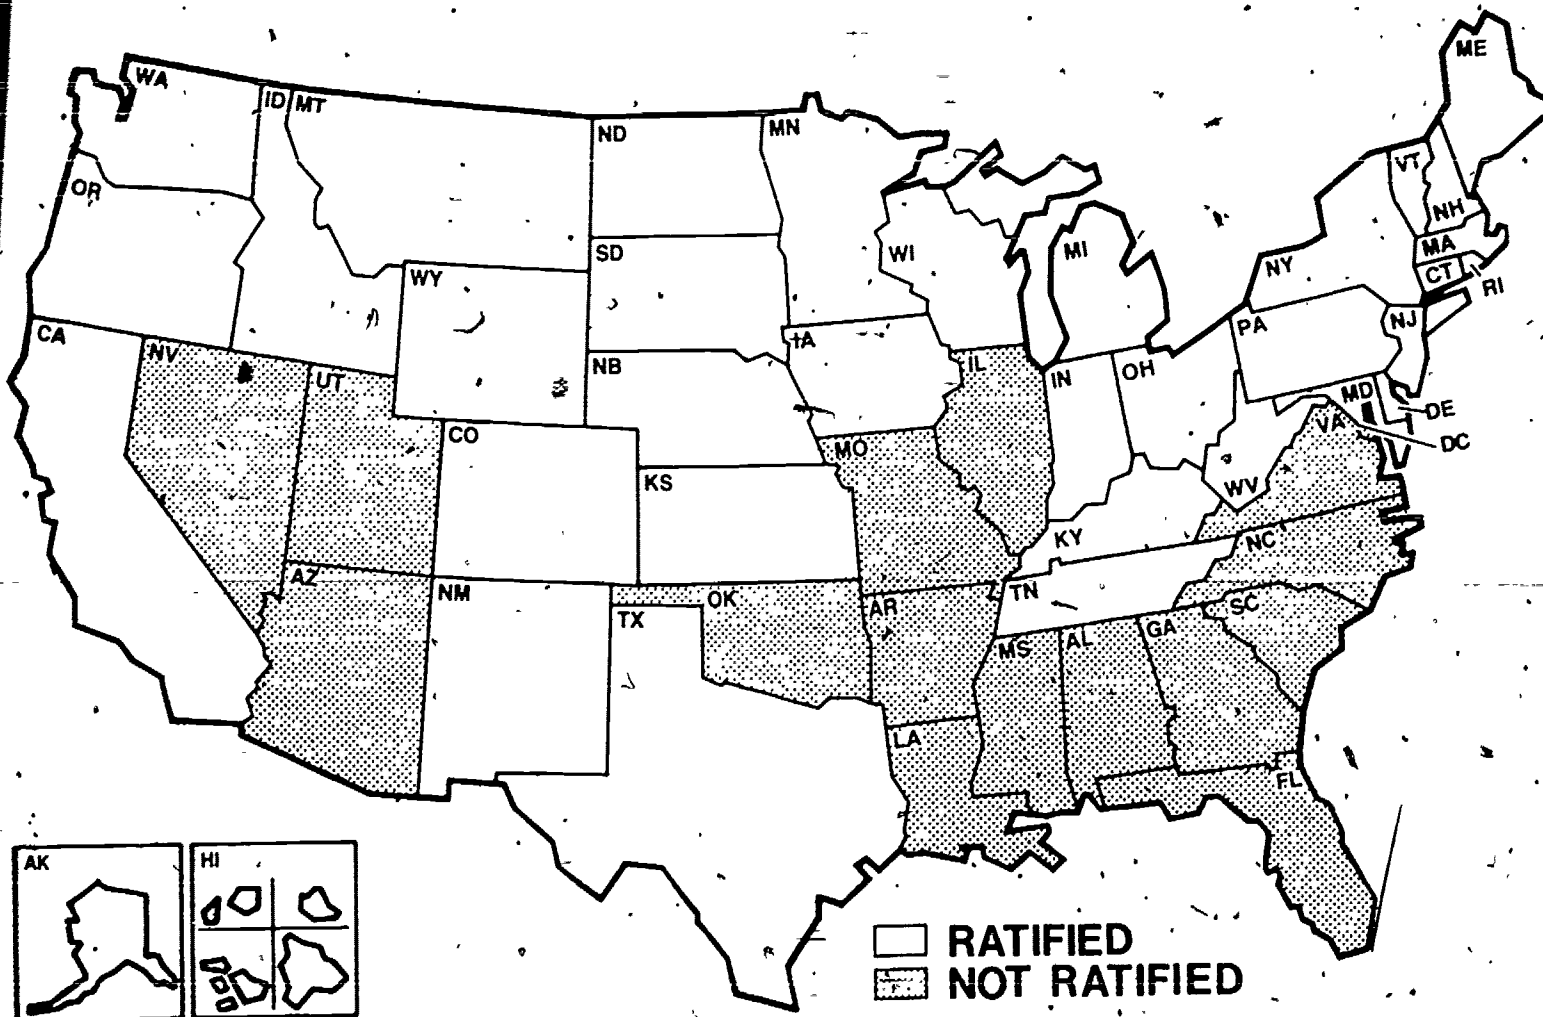 WA
ID
MT
ND
MN
ME
OR
VT
NH
WY
SD
WI
MI
MA
NY
CT
RI
CA
NV
UT
NB
IA
IL
IN
OH
PA
NJ
MD
DE
DC
CO
KS
MO
VA
WV
KY
NC
AZ
NM
TX
OK
AR
TN
SC
MS
AL
GA
LA
FL
AK
HI
RATIFIED
NOT RATIFIED